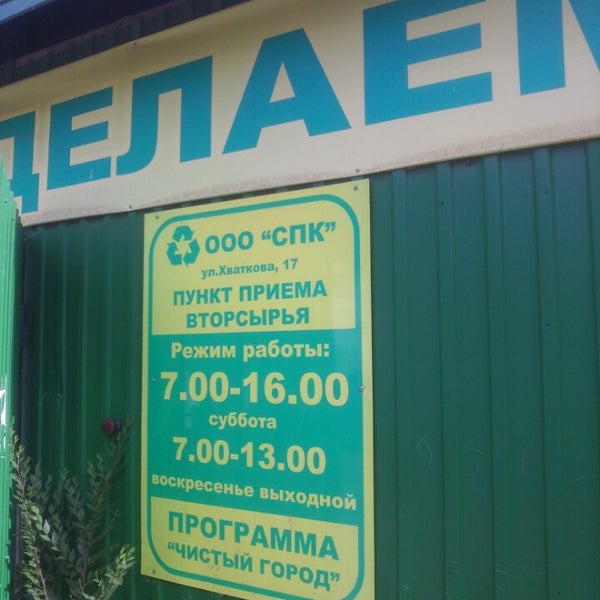 ДЕЛАЕМ
ООО "СПК"
ул.Хваткова, 17
ПУНКТ ПРИЕМА
ВТОРСЫРЬЯ
Режим работы:
7.00-16.00
суббота
7.00-13.00
воскресенье выходной
ПРОГРАММА
"ЧИСТЫЙ ГОРОД"